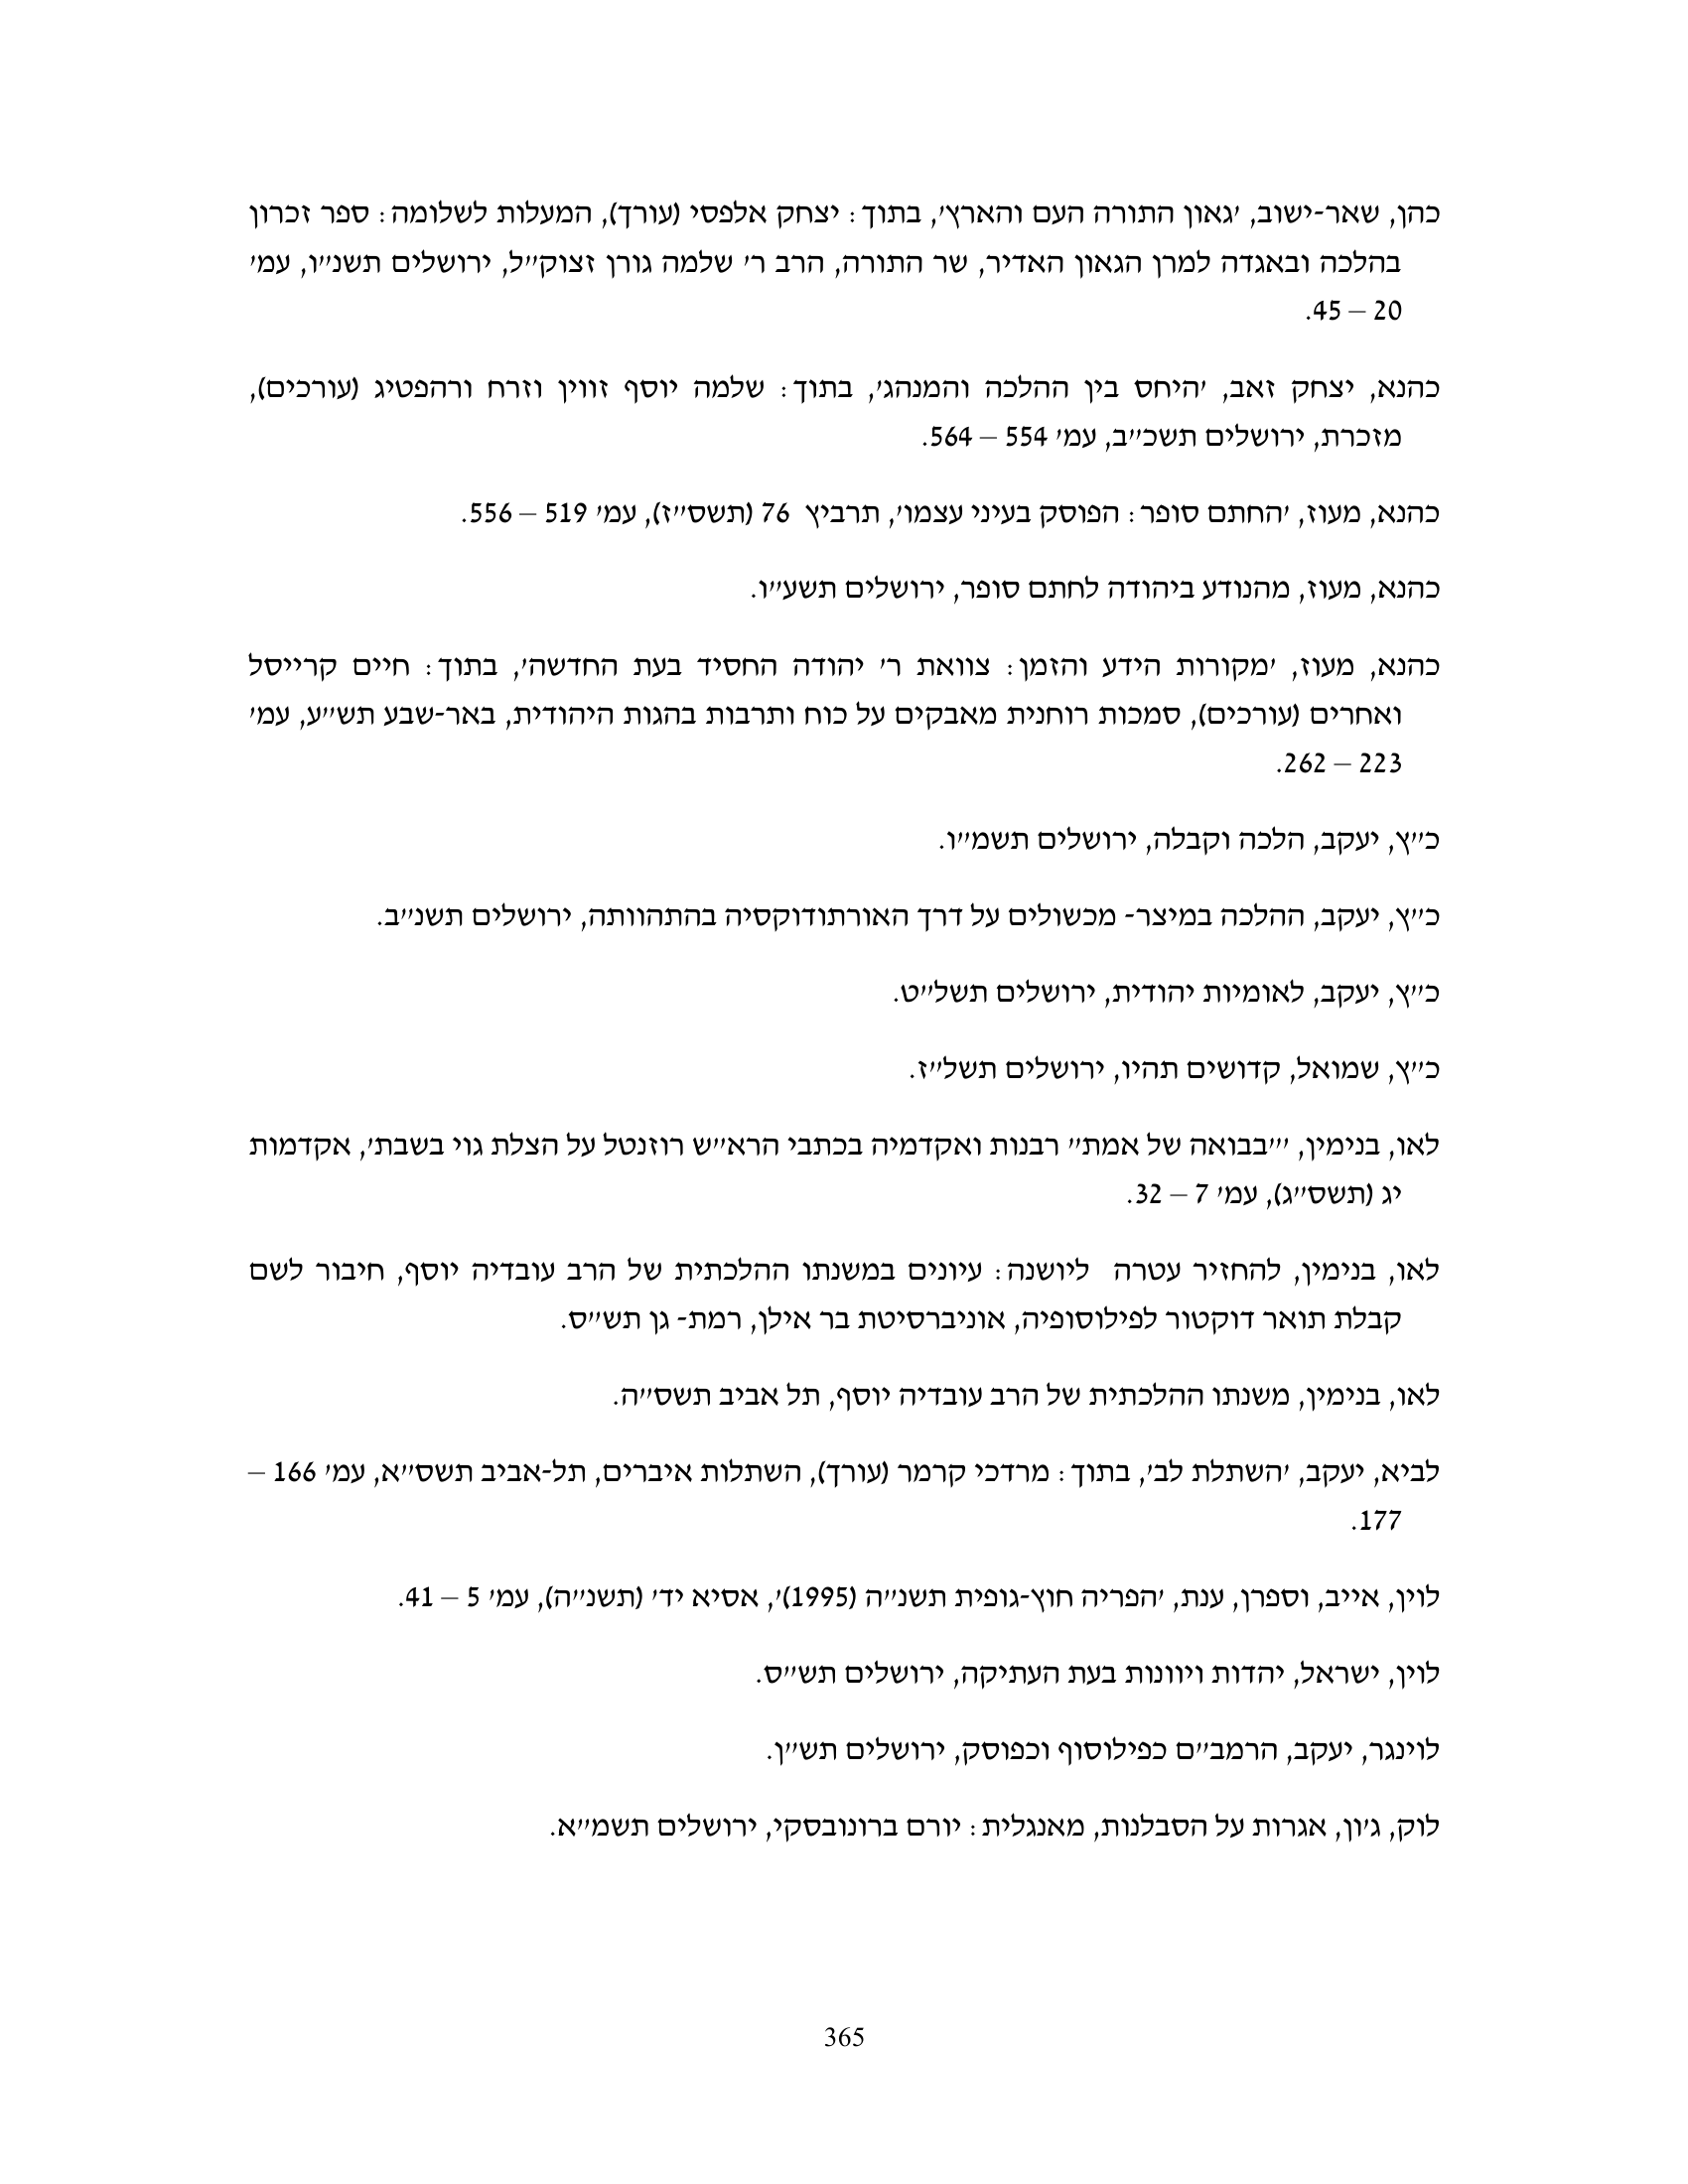 כהן, שאר-ישוב, 'גאון התורה העם והארץ', בתוך: יצחק אלפסי (עורך), המעלות לשלומה: ספר זכרון
בהלכה ובאגדה למרן הגאון האדיר, שר התורה, הרב ר' שלמה גורן זצוק"ל, ירושלים תשנ"ו, עמ'
20 – 45.
כהנא, יצחק זאב, 'היחס בין ההלכה והמנהג', בתוך: שלמה יוסף זווין וזרח ורהפטיג (עורכים),
מזכרת, ירושלים תשכ"ב, עמ' 554 – 564.
כהנא, מעוז, 'החתם סופר: הפוסק בעיני עצמו', תרביץ 76 (תשס"ז), עמ' 519 – 556.
כהנא, מעוז, מהנודע ביהודה לחתם סופר, ירושלים תשע"ו.
כהנא, מעוז, 'מקורות הידע והזמן: צוואת ר' יהודה החסיד בעת החדשה', בתוך: חיים קרייסל
ואחרים (עורכים), סמכות רוחנית מאבקים על כוח ותרבות בהגות היהודית, באר-שבע תש"ע, עמ'
223 – 262.
כ"ץ, יעקב, הלכה וקבלה, ירושלים תשמ"ו.
כ"ץ, יעקב, ההלכה במיצר- מכשולים על דרך האורתודוקסיה בהתהוותה, ירושלים תשנ"ב.
כ"ץ, יעקב, לאומיות יהודית, ירושלים תשל"ט.
כ"ץ, שמואל, קדושים תהיו, ירושלים תשל"ז.
לאו, בנימין, '"בבואה של אמת" רבנות ואקדמיה בכתבי הרא"ש רוזנטל על הצלת גוי בשבת', אקדמות
יג (תשס"ג), עמ' 7 – 32.
לאו, בנימין, להחזיר עטרה ליושנה: עיונים במשנתו ההלכתית של הרב עובדיה יוסף, חיבור לשם
קבלת תואר דוקטור לפילוסופיה, אוניברסיטת בר אילן, רמת- גן תש"ס.
לאו, בנימין, משנתו ההלכתית של הרב עובדיה יוסף, תל אביב תשס"ה.
לביא, יעקב, 'השתלת לב', בתוך: מרדכי קרמר (עורך), השתלות איברים, תל-אביב תשס"א, עמ' 166 –
177.
לוין, אייב, וספרן, ענת, 'הפריה חוץ-גופית תשנ"ה (1995)', אסיא יד' (תשנ"ה), עמ' 5 – 41.
לוין, ישראל, יהדות ויוונות בעת העתיקה, ירושלים תש"ס.
לוינגר, יעקב, הרמב"ם כפילוסוף וכפוסק, ירושלים תש"ן.
לוק, ג'ון, אגרות על הסבלנות, מאנגלית: יורם ברונובסקי, ירושלים תשמ"א.
365